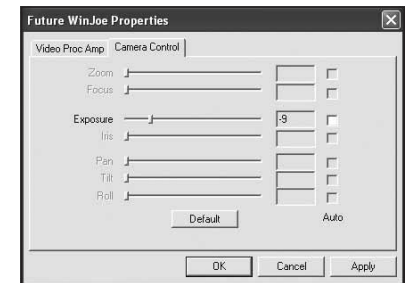 Future WinJoe Properties
Video Proc Amp Camera Control
Zoom
Focus
Exposure -9
Iris
Pan
Tilt
Roll
Default Auto
OK Cancel Apply